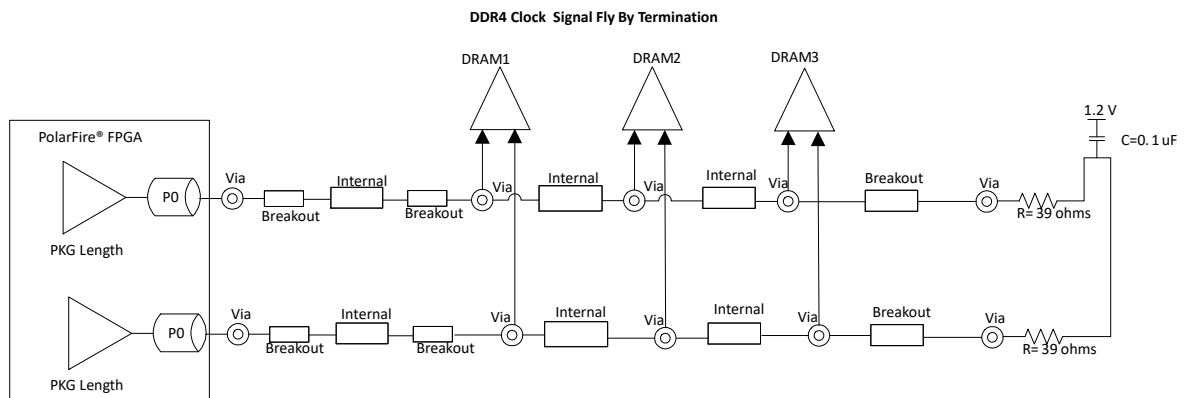 DDR4 Clock Signal Fly By Termination
DRAM1
DRAM2
DRAM3
1.2 V
C=0.1uF
PolarFire® FPGA
P0
Via
Breakout
Internal
Breakout
Via
Internal
Via
Internal
Via
Breakout
Via
R= 39 ohms
PKG Length
P0
Via
Breakout
Internal
Breakout
Via
Internal
Via
Internal
Via
Breakout
Via
R= 39 ohms
PKG Length